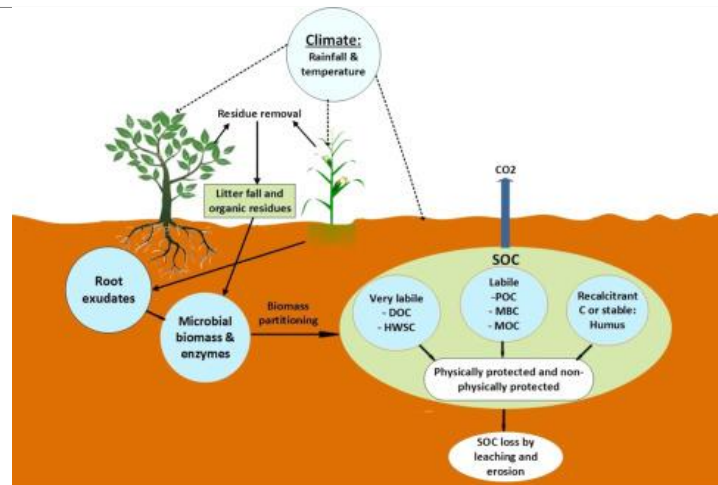 Climate:
Rainfall &
temperature
Residue removal
Litter fall and
organic residues
CO2
Root
exudates
Microbial
biomass &
enzymes
Biomass
partitioning
SOC
Very labile
- DOC
- HWSC
Labile
-POC
- MBC
- MOC
Recalcitrant
C or stable:
Humus
Physically protected and non-
physically protected
SOC loss by
leaching and
erosion